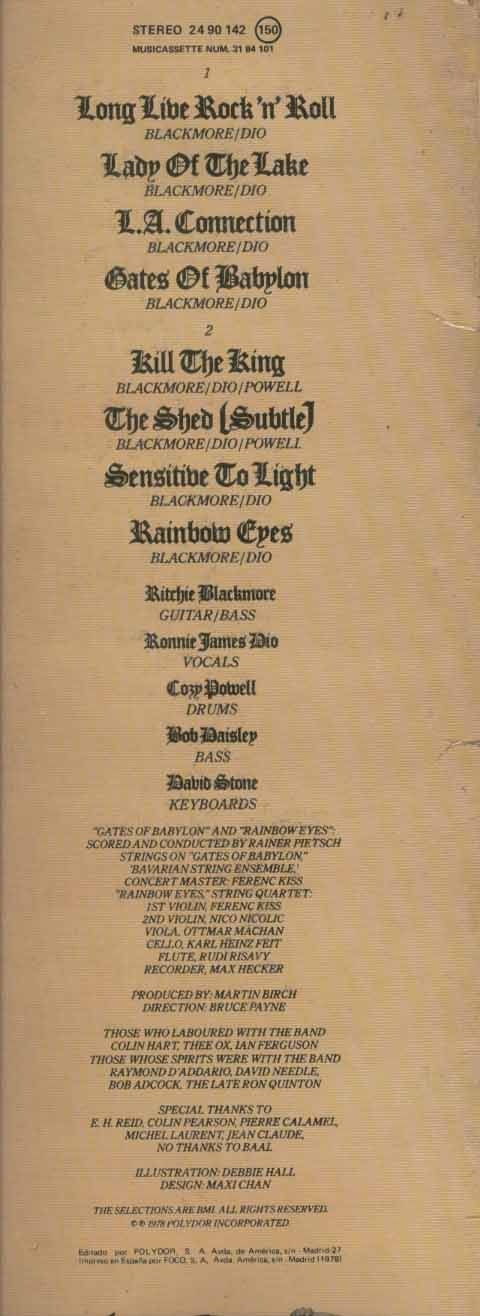 STEREO 24 90 142 150
MUSICASSETTE NUM. 31 84 101
1
Long Live Rock 'n' Roll
BLACKMORE/DIO
Lady Of The Lake
BLACKMORE/DIO
L.A. Connection
BLACKMORE/DIO
Gates Of Babylon
BLACKMORE/DIO
2
Kill The King
BLACKMORE/DIO/POWELL
The Shed (Subtle)
BLACKMORE/DIO/POWELL
Sensitive To Light
BLACKMORE/DIO
Rainbow Eyes
BLACKMORE/DIO
Ritchie Blackmore
GUITAR/BASS
Ronnie James Dio
VOCALS
Cozy Powell
DRUMS
Bob Daisley
BASS
David Stone
KEYBOARDS
"GATES OF BABYLON" AND "RAINBOW EYES":
SCORED AND CONDUCTED BY RAINER PIETSCH
STRINGS ON "GATES OF BABYLON,"
'BAVARIAN STRING ENSEMBLE,'
CONCERT MASTER: FERENC KISS
"RAINBOW EYES," STRING QUARTET:
1ST VIOLIN, FERENC KISS
2ND VIOLIN, NICO NICOLIC
VIOLA, OTTMAR MACHAN
CELLO, KARL HEINZ FEIT
FLUTE, RUDI RISAVY
RECORDER, MAX HECKER
PRODUCED BY: MARTIN BIRCH
DIRECTION: BRUCE PAYNE
THOSE WHO LABOURED WITH THE BAND
COLIN HART, THEE OX, IAN FERGUSON
THOSE WHOSE SPIRITS WERE WITH THE BAND
RAYMOND D'ADDARIO, DAVID NEEDLE,
BOB ADCOCK, THE LATE RON QUINTON
SPECIAL THANKS TO
E. H. REID, COLIN PEARSON, PIERRE CALAMEL,
MICHEL LAURENT, JEAN CLAUDE,
NO THANKS TO BAAL
ILLUSTRATION: DEBBIE HALL
DESIGN: MAXI CHAN
THE SELECTIONS ARE BMI. ALL RIGHTS RESERVED.
© ℗ 1978 POLYDOR INCORPORATED.
Editado por POLYDOR, S. A. Avda. de América, s/n - Madrid-27
Impreso en España por FOCO, S. A, Avda. América, s/n - Madrid (1978)